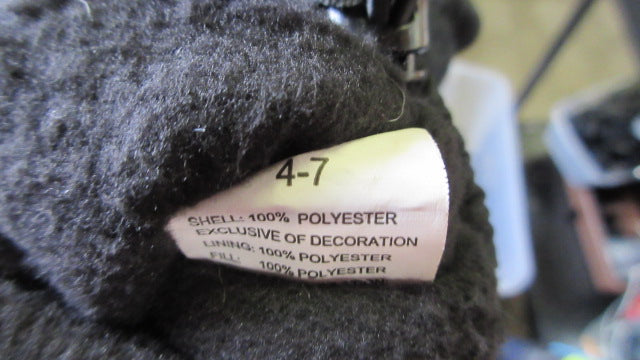 4-7
SHELL: 100% POLYESTER
EXCLUSIVE OF DECORATION
LINING: 100% POLYESTER
FILL: 100% POLYESTER